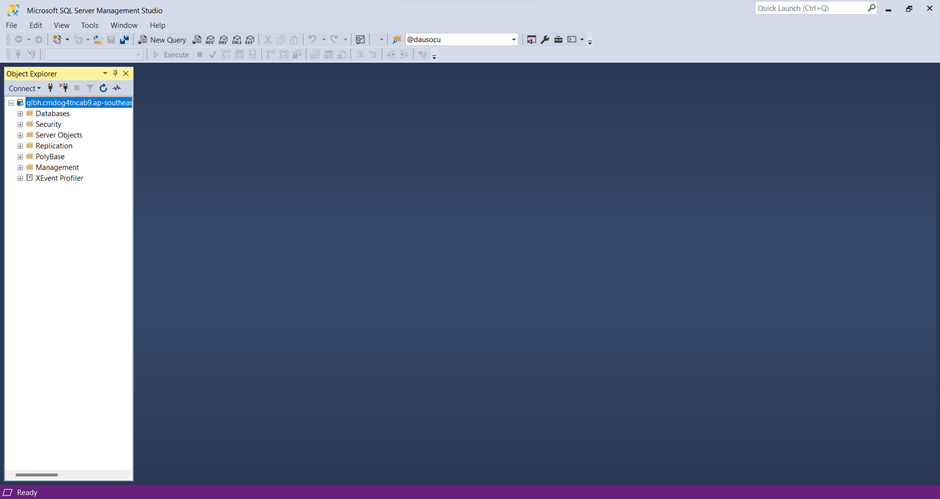 Microsoft SQL Server Management Studio
Quick Launch (Ctrl+Q)
File Edit View Tools Window Help
New Query @dausocu
Execute
Object Explorer
Connect
qlbh.cmdog4tncab9.ap-southeas
Databases
Security
Server Objects
Replication
PolyBase
Management
XEvent Profiler
Ready